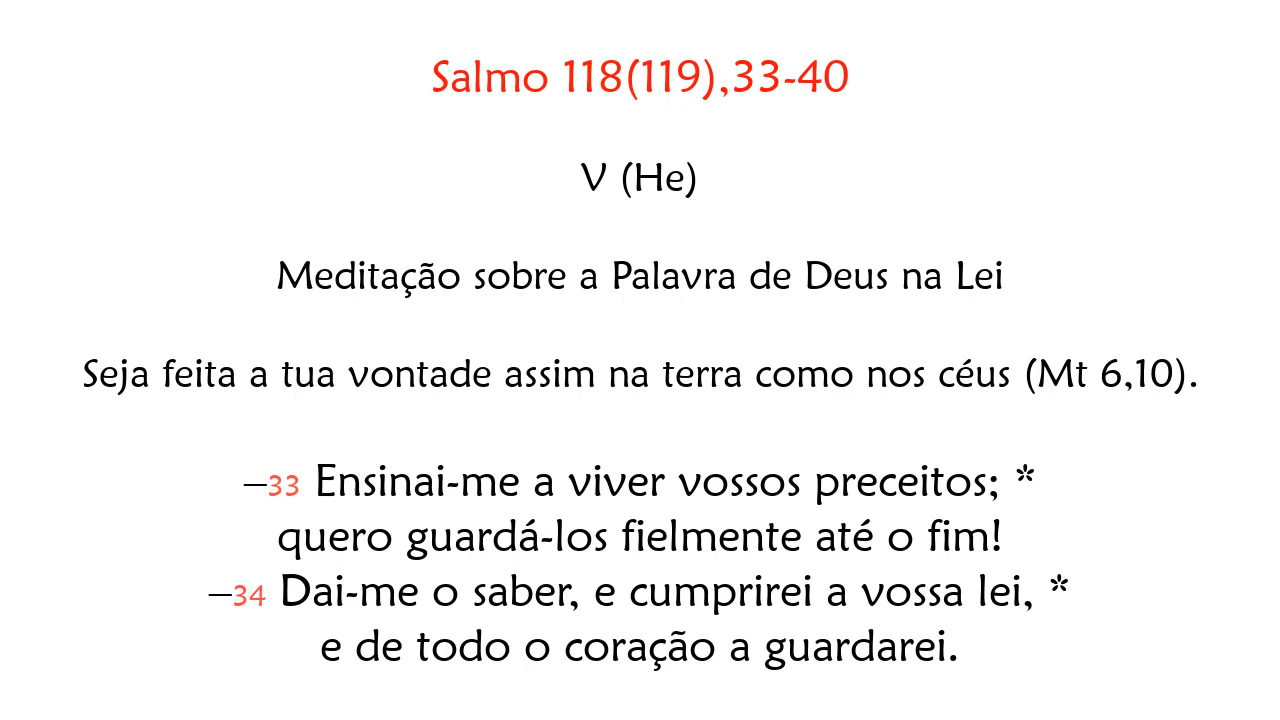 Salmo 118(119),33-40
V (He)
Meditação sobre a Palavra de Deus na Lei
Seja feita a tua vontade assim na terra como nos céus (Mt 6,10).
–33 Ensinai-me a viver vossos preceitos; *
quero guardá-los fielmente até o fim!
–34 Dai-me o saber, e cumprirei a vossa lei, *
e de todo o coração a guardarei.